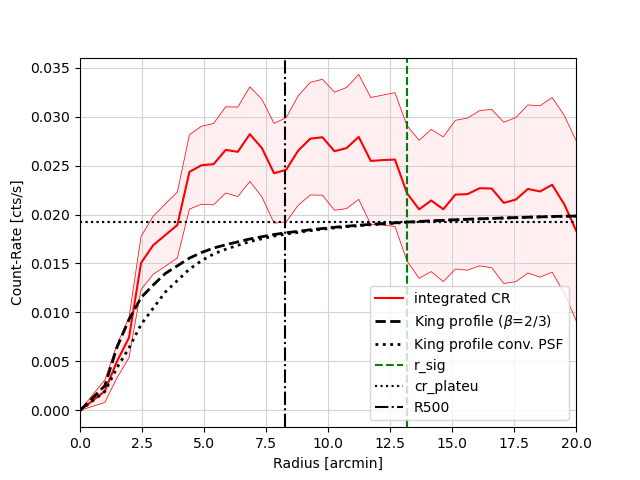 0.035
0.030
0.025
0.020
0.015
0.010
0.005
0.000
Count-Rate [cts/s]
integrated CR
King profile (β=2/3)
King profile conv. PSF
r_sig
cr_plateu
R500
0.0 2.5 5.0 7.5 10.0 12.5 15.0 17.5 20.0
Radius [arcmin]